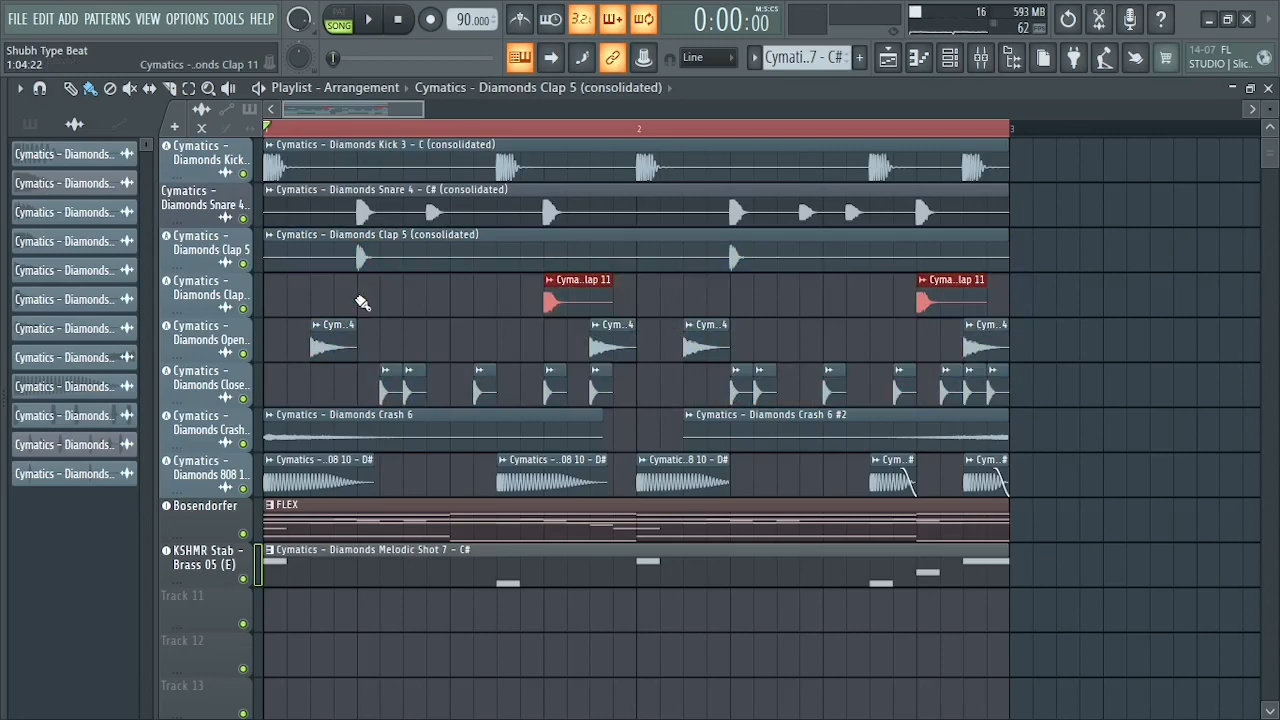 FILE EDIT ADD PATTERNS VIEW OPTIONS TOOLS HELP
PAT
SONG
90.000
3.2
0:00:00
M:S:CS
16
593 MB
62
Shubh Type Beat
1:04:22
Cymatics - ..onds Clap 11
Line
Cymati..7 - C#
14-07 FL
STUDIO | Slic..
Playlist - Arrangement
Cymatics - Diamonds Clap 5 (consolidated)
2
3
Cymatics - Diamonds..
Cymatics - Diamonds..
Cymatics - Diamonds..
Cymatics - Diamonds..
Cymatics - Diamonds..
Cymatics - Diamonds..
Cymatics - Diamonds..
Cymatics - Diamonds..
Cymatics - Diamonds..
Cymatics - Diamonds..
Cymatics - Diamonds..
Cymatics - Diamonds..
Cymatics -
Diamonds Kick..
Cymatics - Diamonds Kick 3 - C (consolidated)
Cymatics -
Diamonds Snare 4..
Cymatics - Diamonds Snare 4 - C# (consolidated)
Cymatics -
Diamonds Clap 5
Cymatics - Diamonds Clap 5 (consolidated)
Cymatics -
Diamonds Clap..
Cyma..lap 11
Cyma..lap 11
Cymatics -
Diamonds Open..
Cym..4
Cym..4
Cym..4
Cym..4
Cymatics -
Diamonds Close..
Cymatics -
Diamonds Crash..
Cymatics - Diamonds Crash 6
Cymatics - Diamonds Crash 6 #2
Cymatics -
Diamonds 808 1..
Cymatics - ..08 10 - D#
Cymatics - ..08 10 - D#
Cymatic..8 10 - D#
Cym..#
Cym..#
Bosendorfer
FLEX
KSHMR Stab -
Brass 05 (E)
Cymatics - Diamonds Melodic Shot 7 - C#
Track 11
Track 12
Track 13